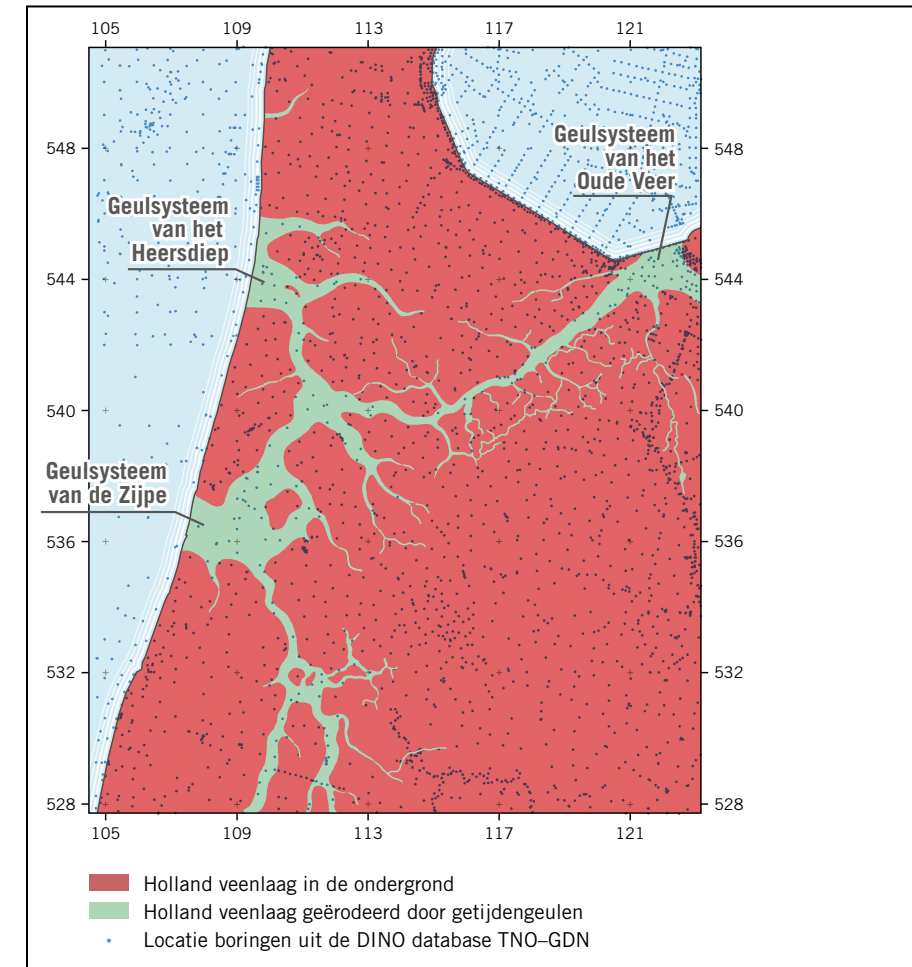 105 109 113 117 121
548 548
Geulsysteem
van het
Oude Veer
Geulsysteem
van het
Heersdiep
544 544
540 540
Geulsysteem
van de Zijpe
536 536
532 532
528 528
105 109 113 117 121
Holland veenlaag in de ondergrond
Holland veenlaag geërodeerd door getijdengeulen
Locatie boringen uit de DINO database TNO–GDN